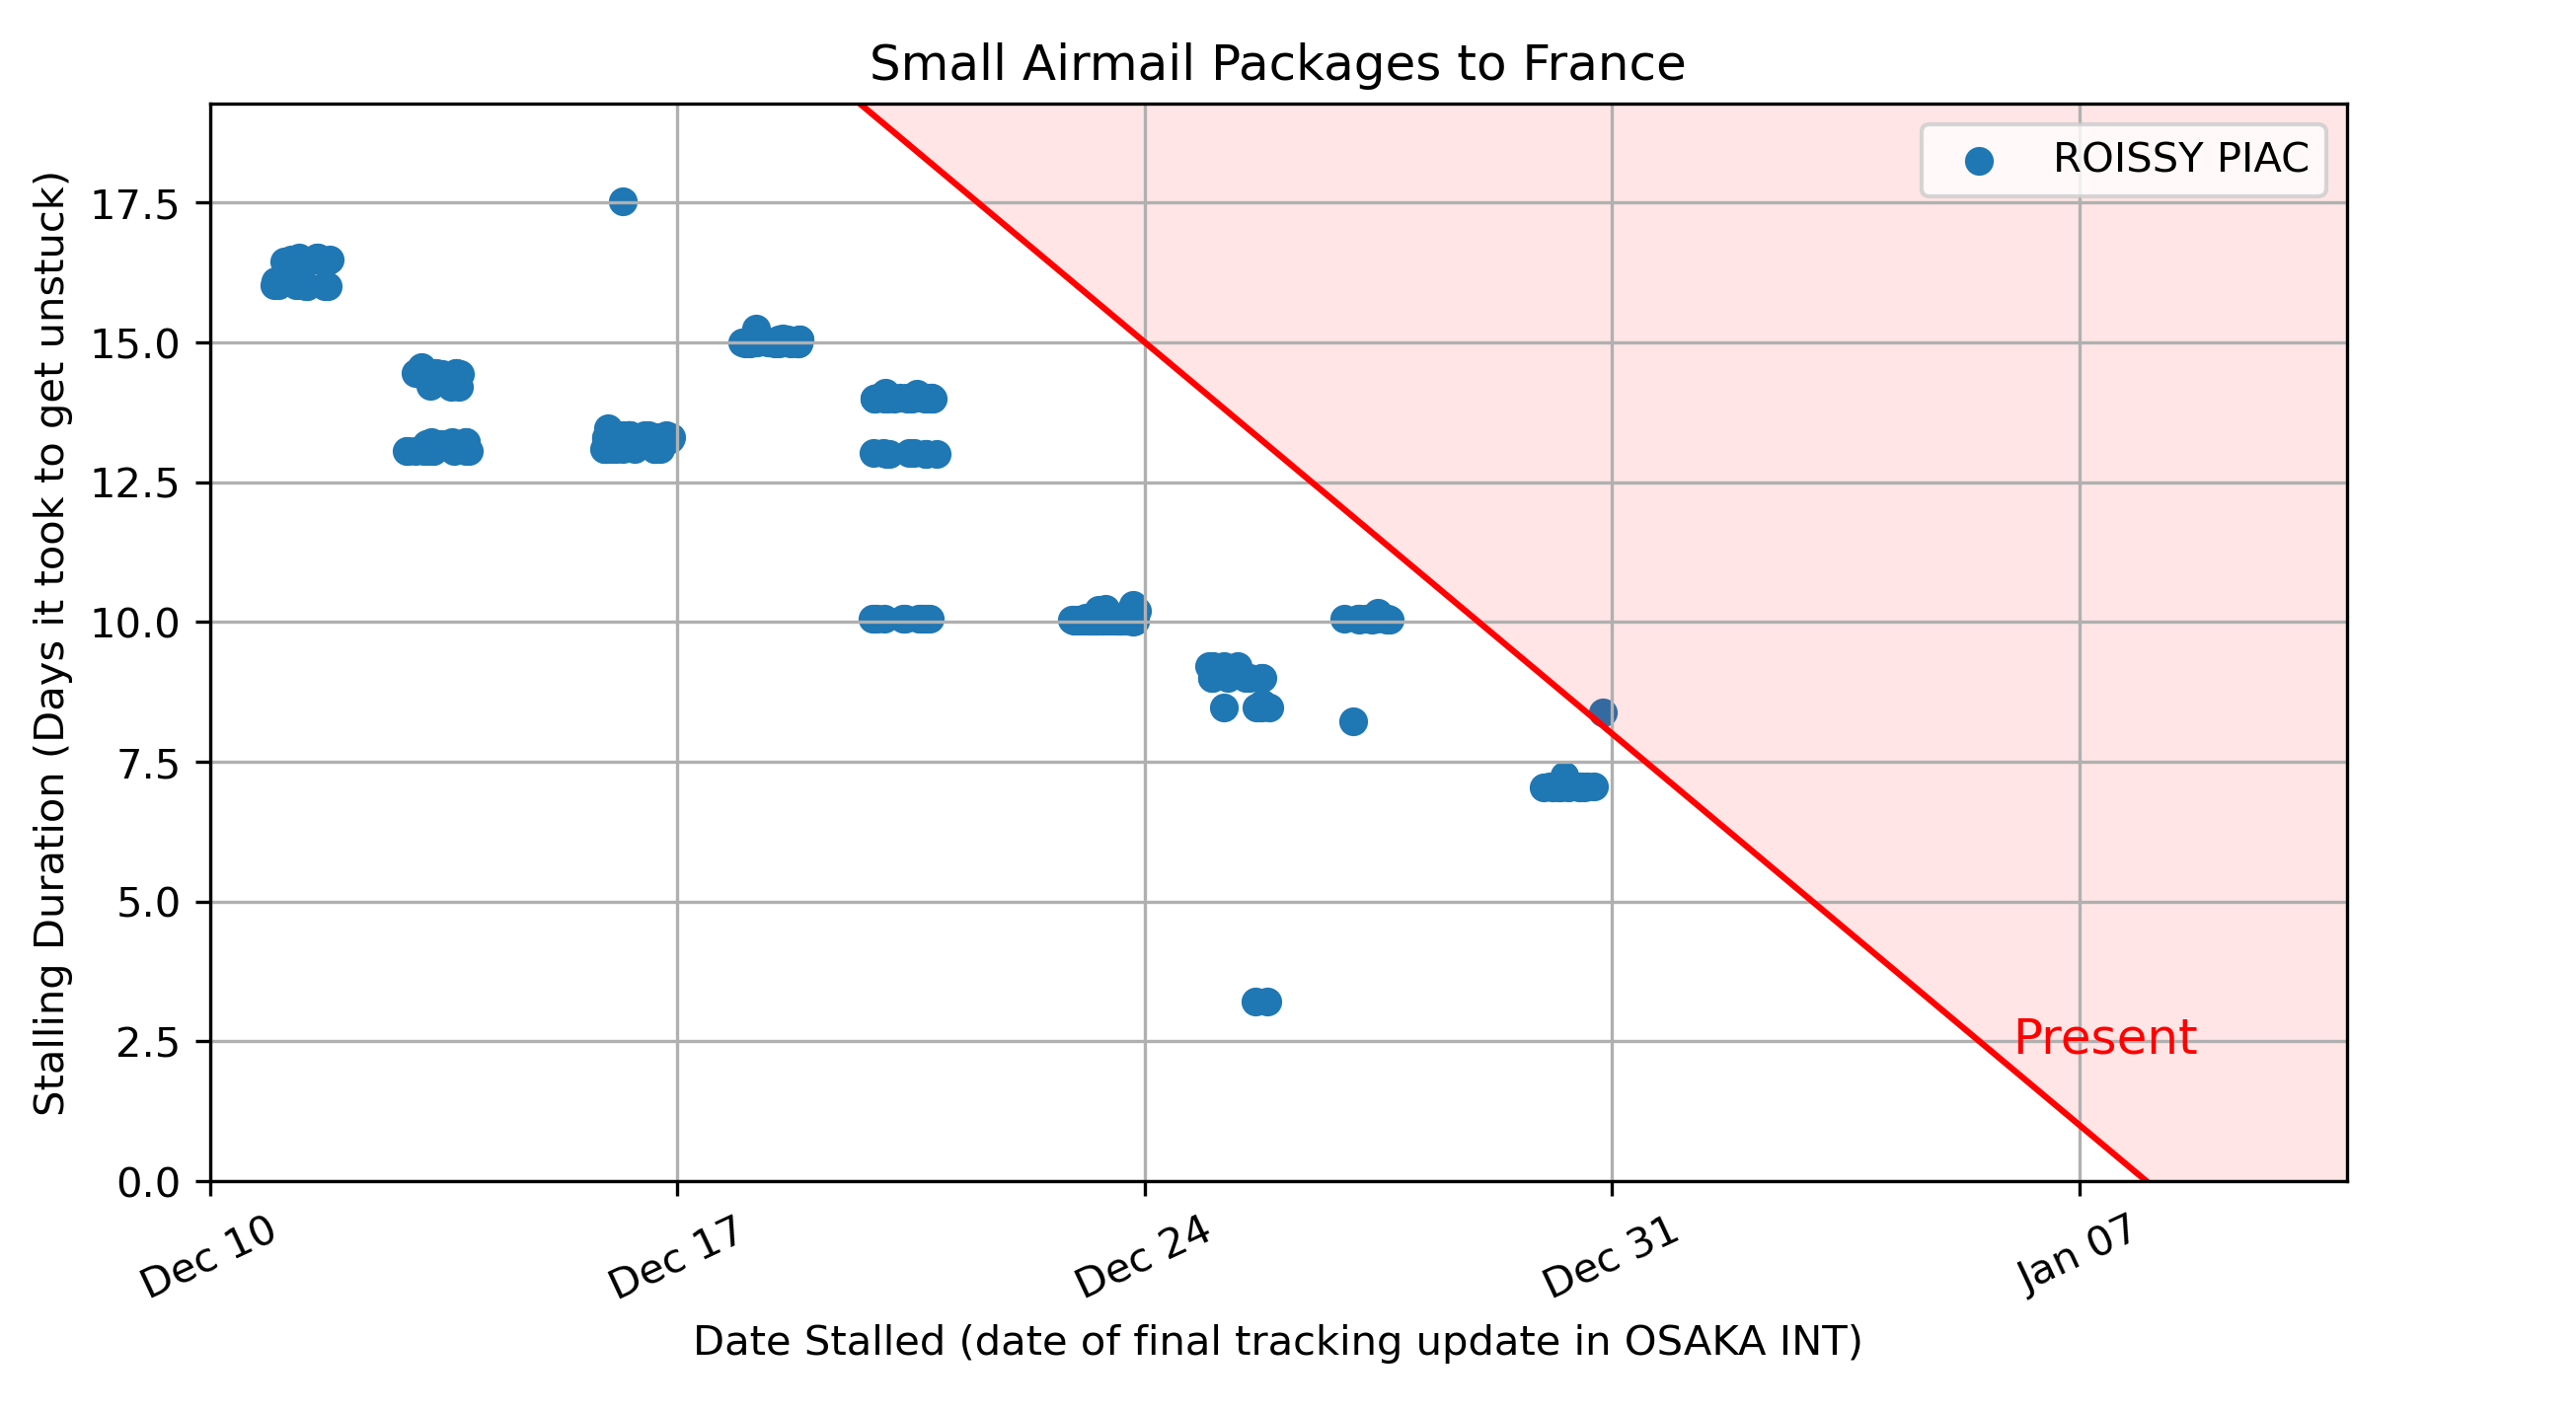 Small Airmail Packages to France
ROISSY PIAC
Stalling Duration (Days it took to get unstuck)
17.5
15.0
12.5
10.0
7.5
5.0
2.5
0.0
Present
Dec 10
Dec 17
Dec 24
Dec 31
Jan 07
Date Stalled (date of final tracking update in OSAKA INT)